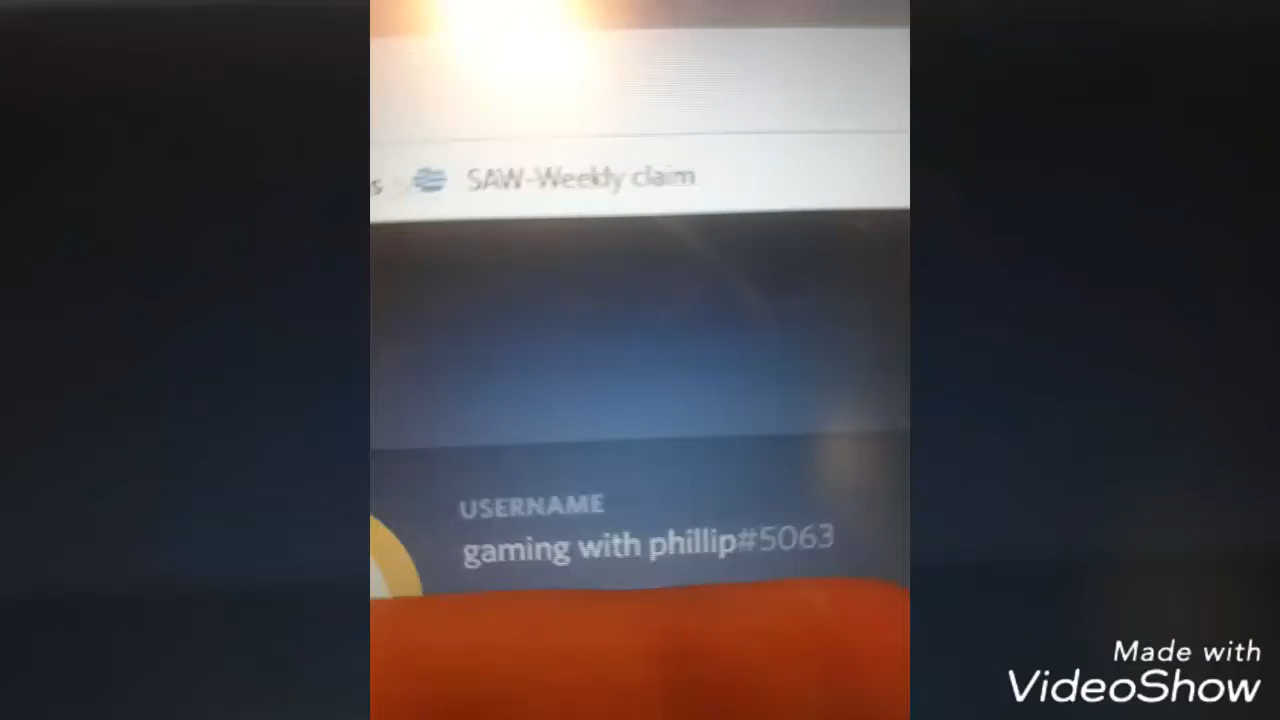 s SAW-Weekly claim
USERNAME
gaming with phillip#5063
Made with
VideoShow